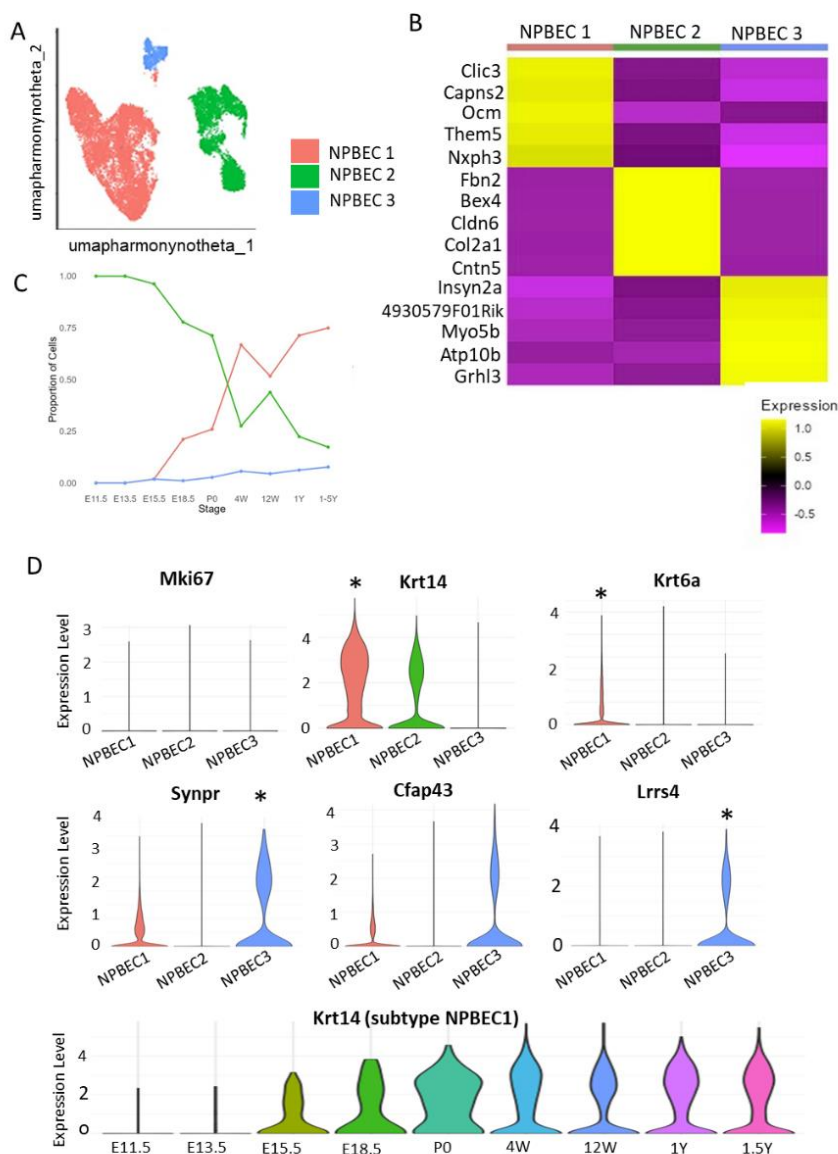 A
umapharmonynotheta_2
umapharmonynotheta_1
NPBEC 1
NPBEC 2
NPBEC 3
B
NPBEC 1 NPBEC 2 NPBEC 3
Clic3
Capns2
Ocm
Them5
Nxph3
Fbn2
Bex4
Cldn6
Col2a1
Cntn5
Insyn2a
4930579F01Rik
Myo5b
Atp10b
Grhl3
Expression
1.0
0.5
0.0
-0.5
C
Proportion of Cells
1.00
0.75
0.50
0.25
0.00
E11.5 E13.5 E15.5 E18.5 P0 4W 12W 1Y 1-5Y
Stage
D
Mki67
Expression Level
3
2
1
0
NPBEC1 NPBEC2 NPBEC3
* Krt14
4
2
0
NPBEC1 NPBEC2 NPBEC3
Krt6a
*
4
2
0
NPBEC1 NPBEC2 NPBEC3
Synpr
*
Expression Level
4
3
2
1
0
NPBEC1 NPBEC2 NPBEC3
Cfap43
4
3
2
1
0
NPBEC1 NPBEC2 NPBEC3
Lrrs4
*
4
2
0
NPBEC1 NPBEC2 NPBEC3
Krt14 (subtype NPBEC1)
Expression Level
4
2
0
E11.5 E13.5 E15.5 E18.5 P0 4W 12W 1Y 1.5Y